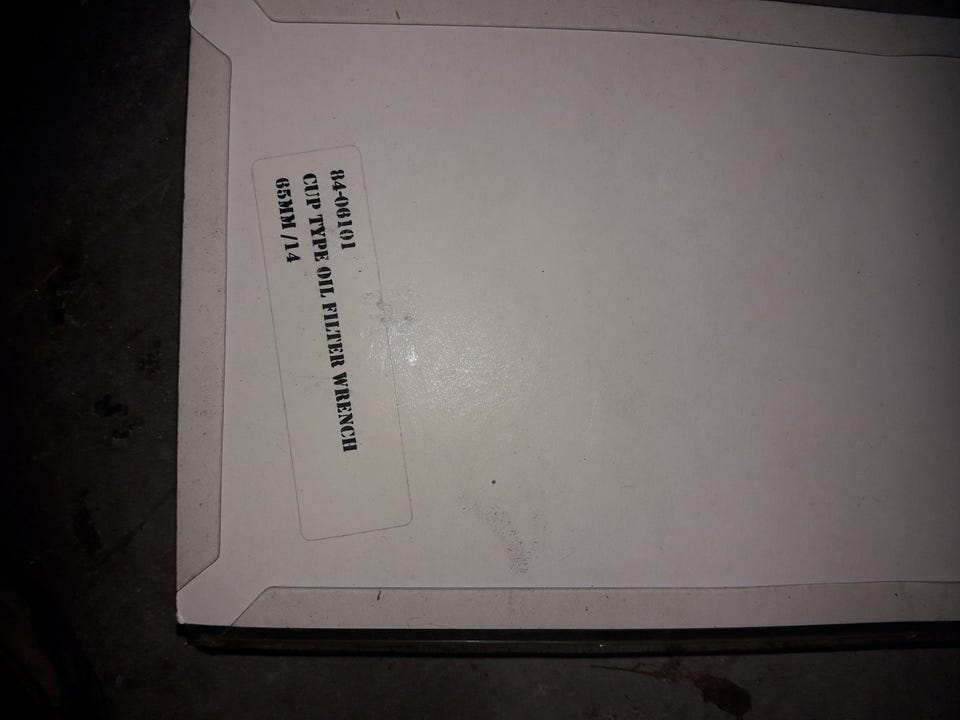 84-06101
CUP TYPE OIL FILTER WRENCH
65MM /14